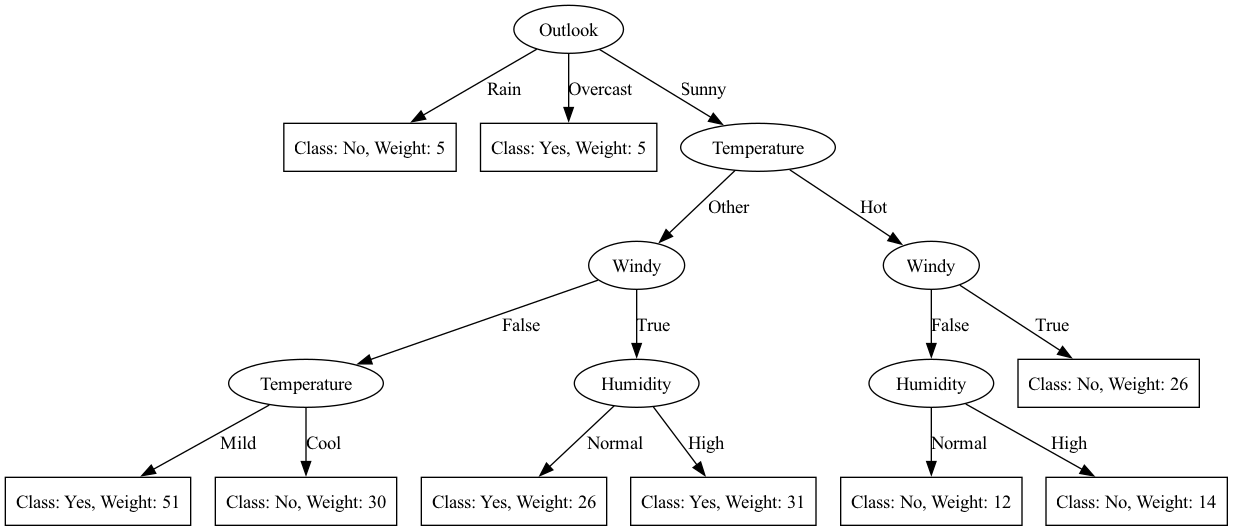 Outlook
Rain
Overcast
Sunny
Class: No, Weight: 5
Class: Yes, Weight: 5
Temperature
Other
Hot
Windy
Windy
False
True
False
True
Temperature
Humidity
Humidity
Class: No, Weight: 26
Mild
Cool
Normal
High
Normal
High
Class: Yes, Weight: 51
Class: No, Weight: 30
Class: Yes, Weight: 26
Class: Yes, Weight: 31
Class: No, Weight: 12
Class: No, Weight: 14